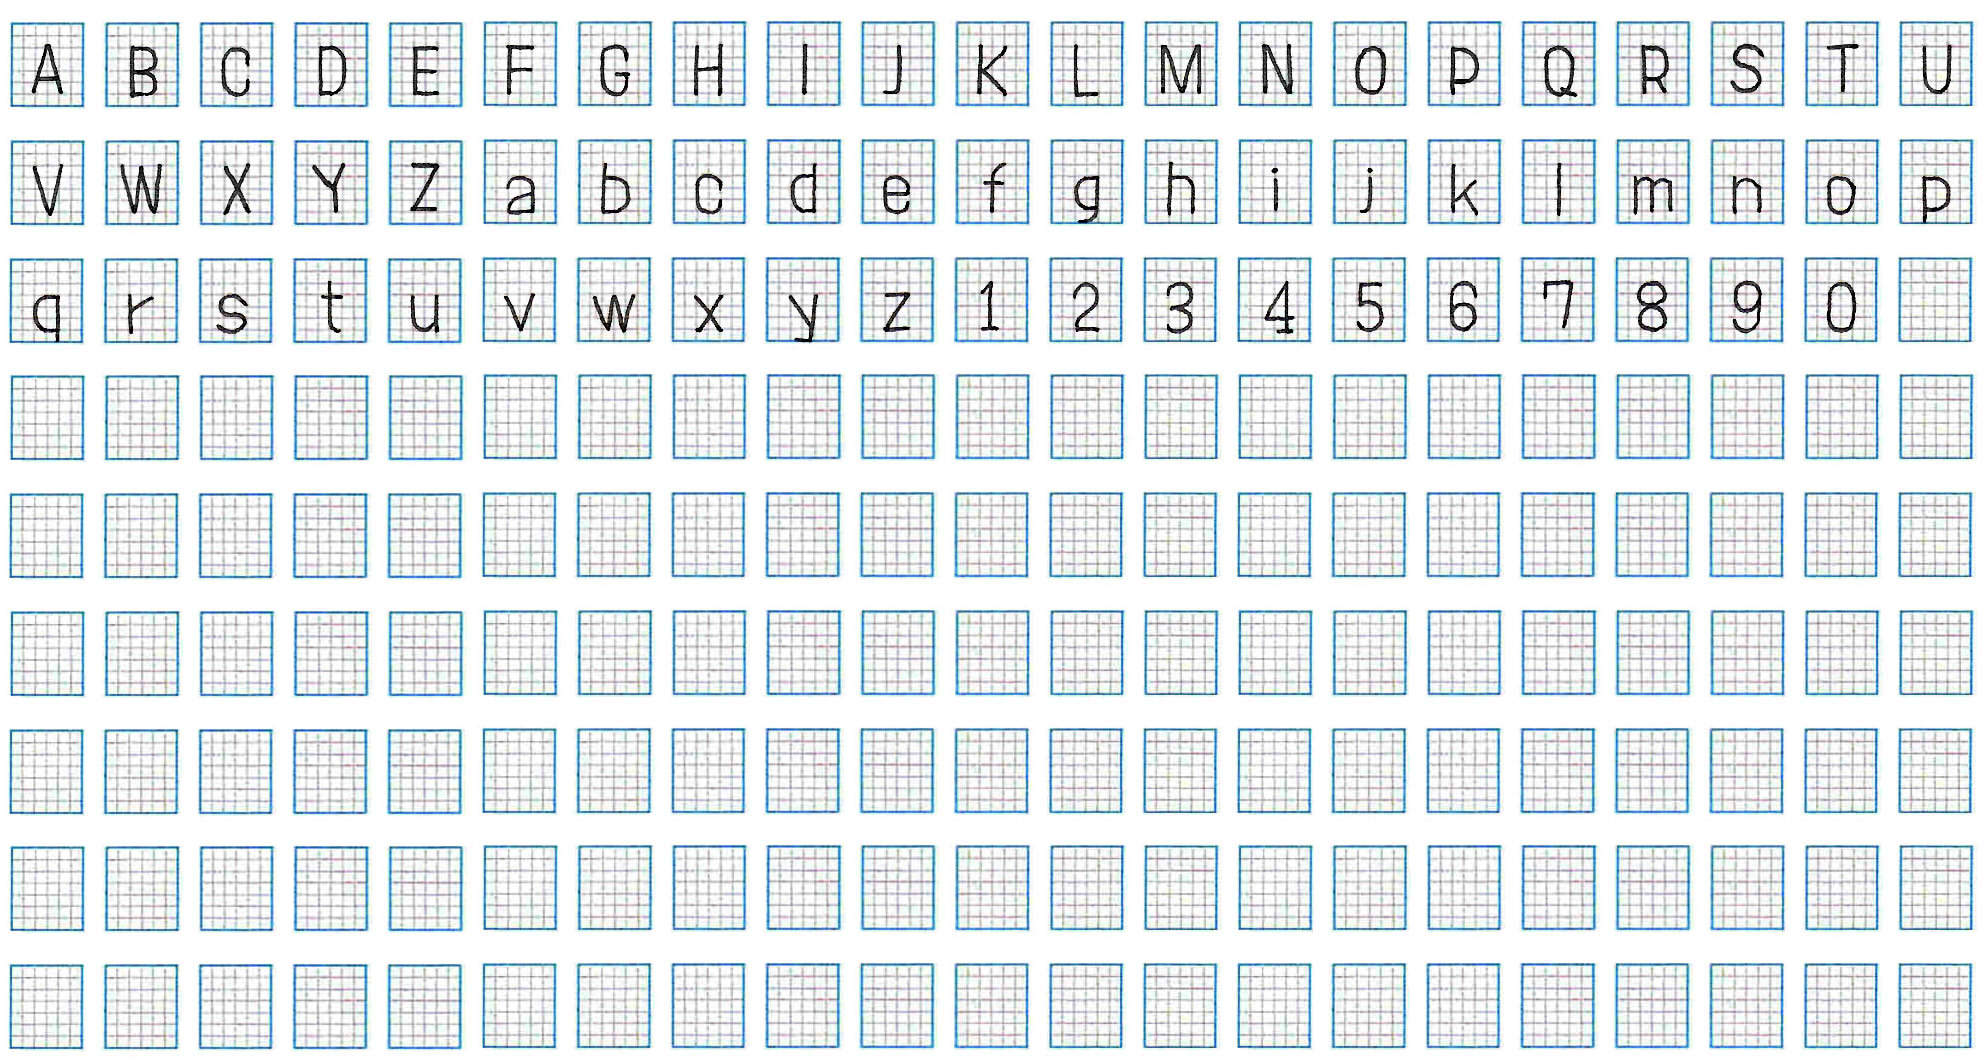 A B C D E F G H I J K L M N O P Q R S T U
V W X Y Z a b c d e f g h i j k l m n o p
q r s t u v w x y z 1 2 3 4 5 6 7 8 9 0